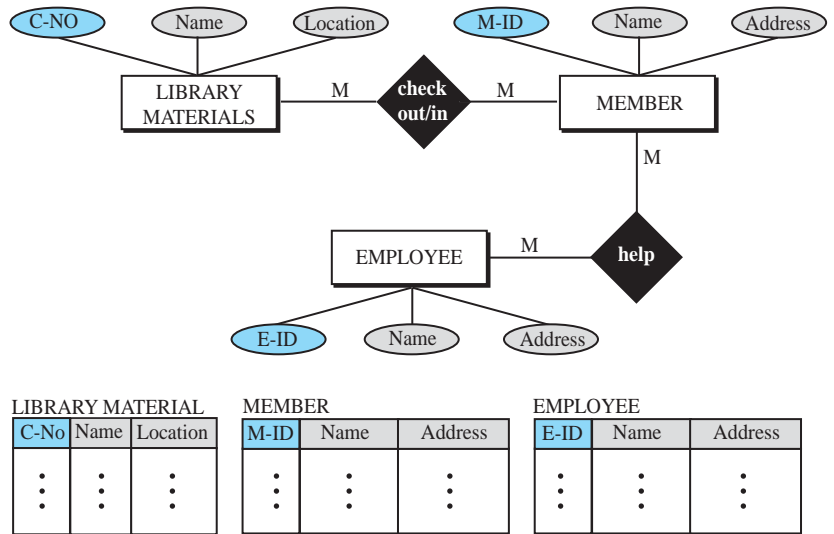 C-NO Name Location M-ID Name Address
LIBRARY
MATERIALS
M
check
out/in
M
MEMBER
M
EMPLOYEE
M
help
E-ID Name Address
LIBRARY MATERIAL MEMBER EMPLOYEE
C-No Name Location M-ID Name Address E-ID Name Address